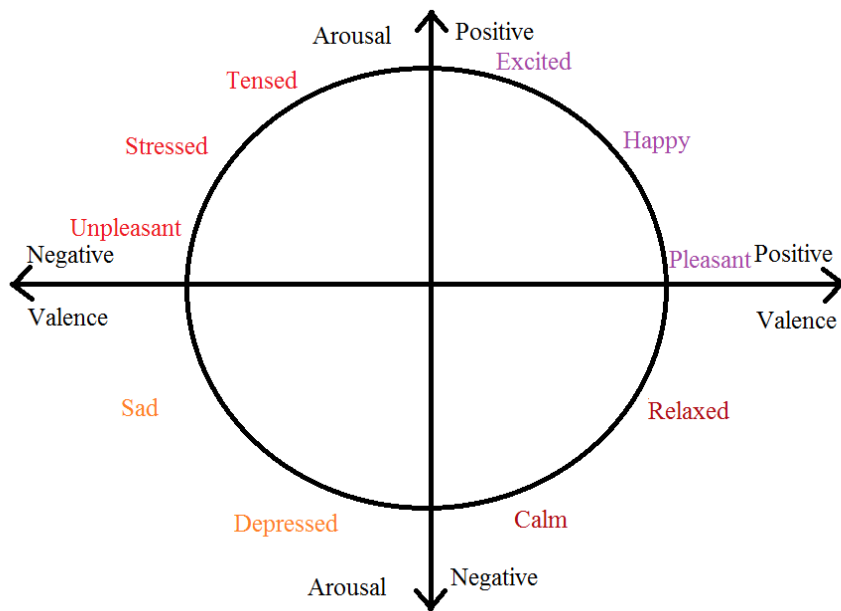 Arousal Positive
Excited
Tensed
Stressed
Happy
Unpleasant
Negative
Pleasant Positive
Valence
Valence
Sad
Relaxed
Depressed
Calm
Arousal Negative